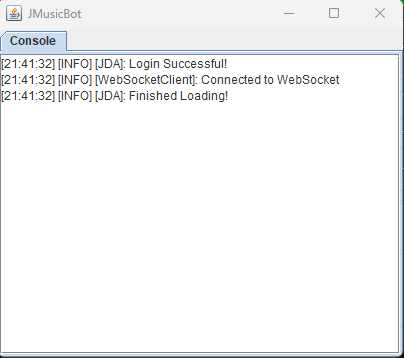 JMusicBot
Console
[21:41:32] [INFO] [JDA]: Login Successful!
[21:41:32] [INFO] [WebSocketClient]: Connected to WebSocket
[21:41:32] [INFO] [JDA]: Finished Loading!